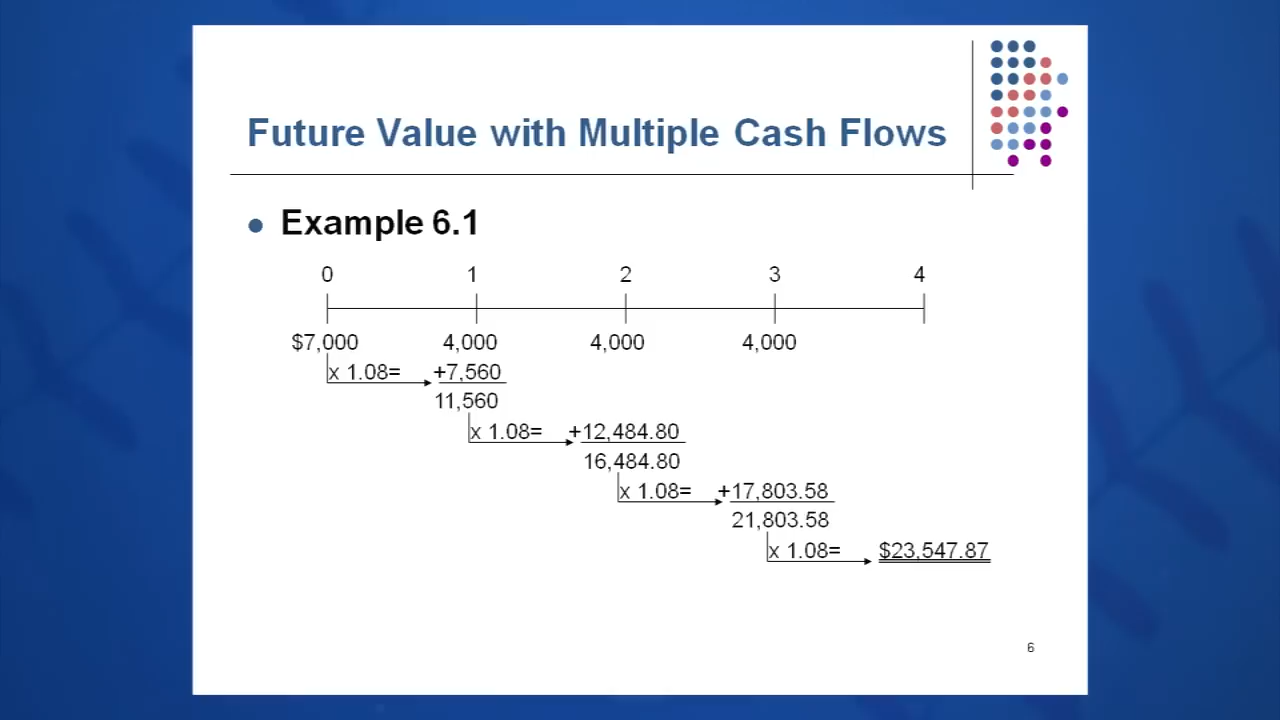 Future Value with Multiple Cash Flows
Example 6.1
0 1 2 3 4
$7,000 4,000 4,000 4,000
x 1.08= +7,560
11,560
x 1.08= +12,484.80
16,484.80
x 1.08= +17,803.58
21,803.58
x 1.08= $23,547.87
6